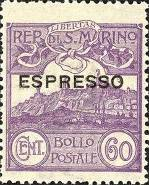 LIBERTAS
REP. DI S. MARINO
ESPRESSO
CENT. BOLLO POSTALE 60